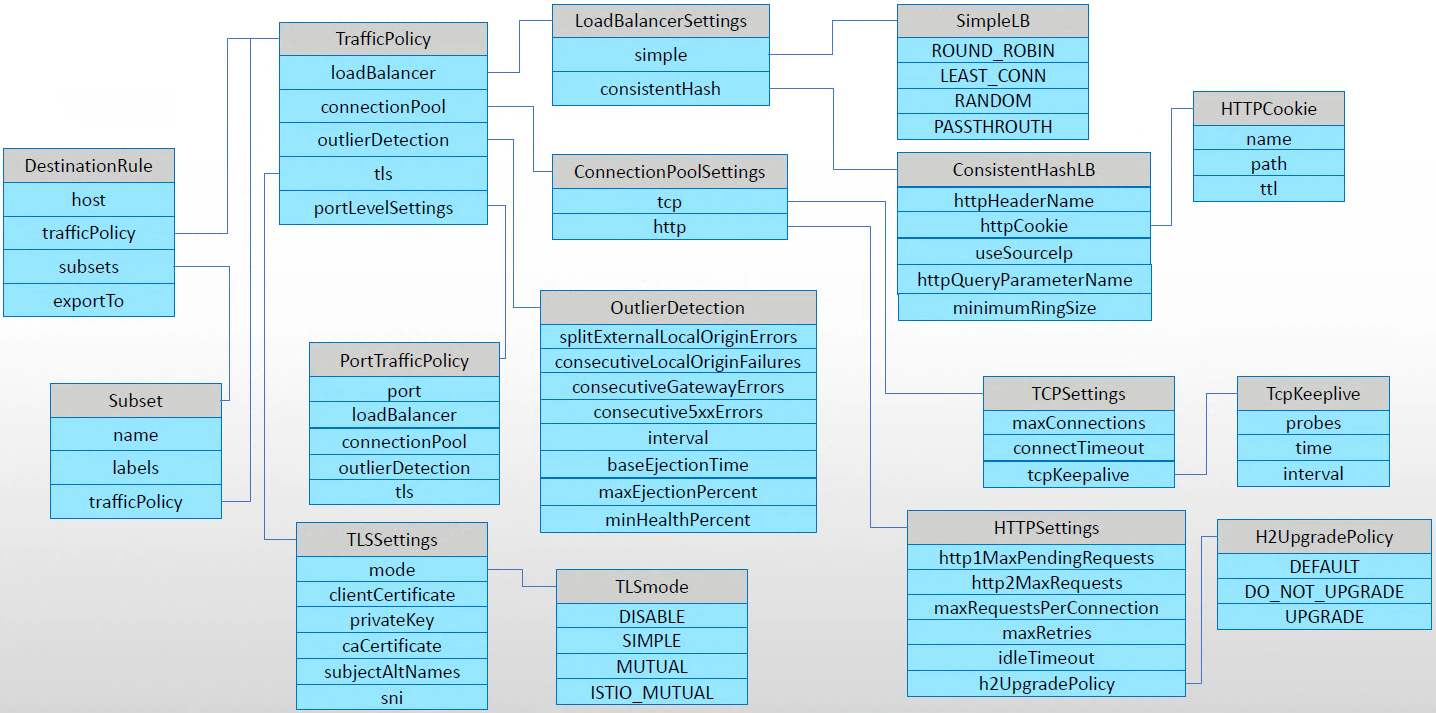 DestinationRule
host
trafficPolicy
subsets
exportTo
Subset
name
labels
trafficPolicy
TrafficPolicy
loadBalancer
connectionPool
outlierDetection
tls
portLevelSettings
PortTrafficPolicy
port
loadBalancer
connectionPool
outlierDetection
tls
TLSSettings
mode
clientCertificate
privateKey
caCertificate
subjectAltNames
sni
LoadBalancerSettings
simple
consistentHash
ConnectionPoolSettings
tcp
http
OutlierDetection
splitExternalLocalOriginErrors
consecutiveLocalOriginFailures
consecutiveGatewayErrors
consecutive5xxErrors
interval
baseEjectionTime
maxEjectionPercent
minHealthPercent
TLSmode
DISABLE
SIMPLE
MUTUAL
ISTIO_MUTUAL
SimpleLB
ROUND_ROBIN
LEAST_CONN
RANDOM
PASSTHROUTH
ConsistentHashLB
httpHeaderName
httpCookie
useSourceIp
httpQueryParameterName
minimumRingSize
HTTPCookie
name
path
ttl
TCPSettings
maxConnections
connectTimeout
tcpKeepalive
TcpKeeplive
probes
time
interval
HTTPSettings
http1MaxPendingRequests
http2MaxRequests
maxRequestsPerConnection
maxRetries
idleTimeout
h2UpgradePolicy
H2UpgradePolicy
DEFAULT
DO_NOT_UPGRADE
UPGRADE